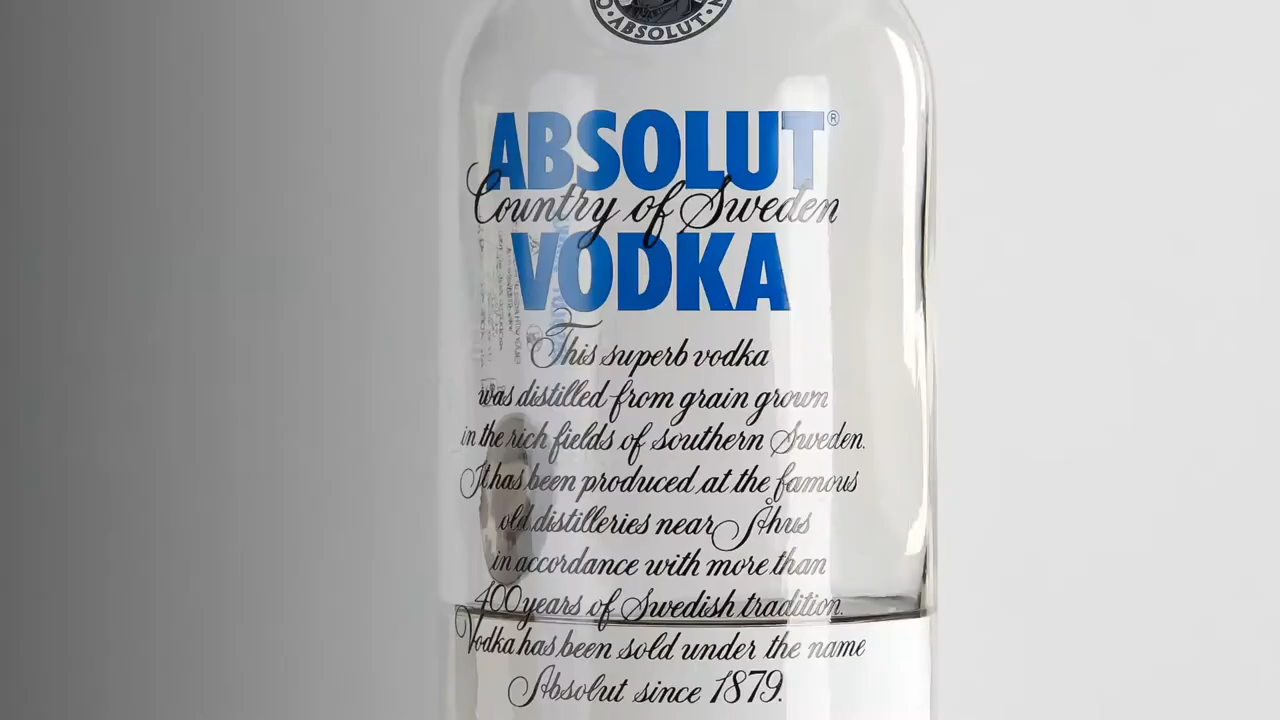 ABSOLUT
ABSOLUT®
Country of Sweden
VODKA
This superb vodka
was distilled from grain grown
in the rich fields of southern Sweden.
It has been produced at the famous
old distilleries near Åhus
in accordance with more than
400 years of Swedish tradition.
Vodka has been sold under the name
Absolut since 1879.